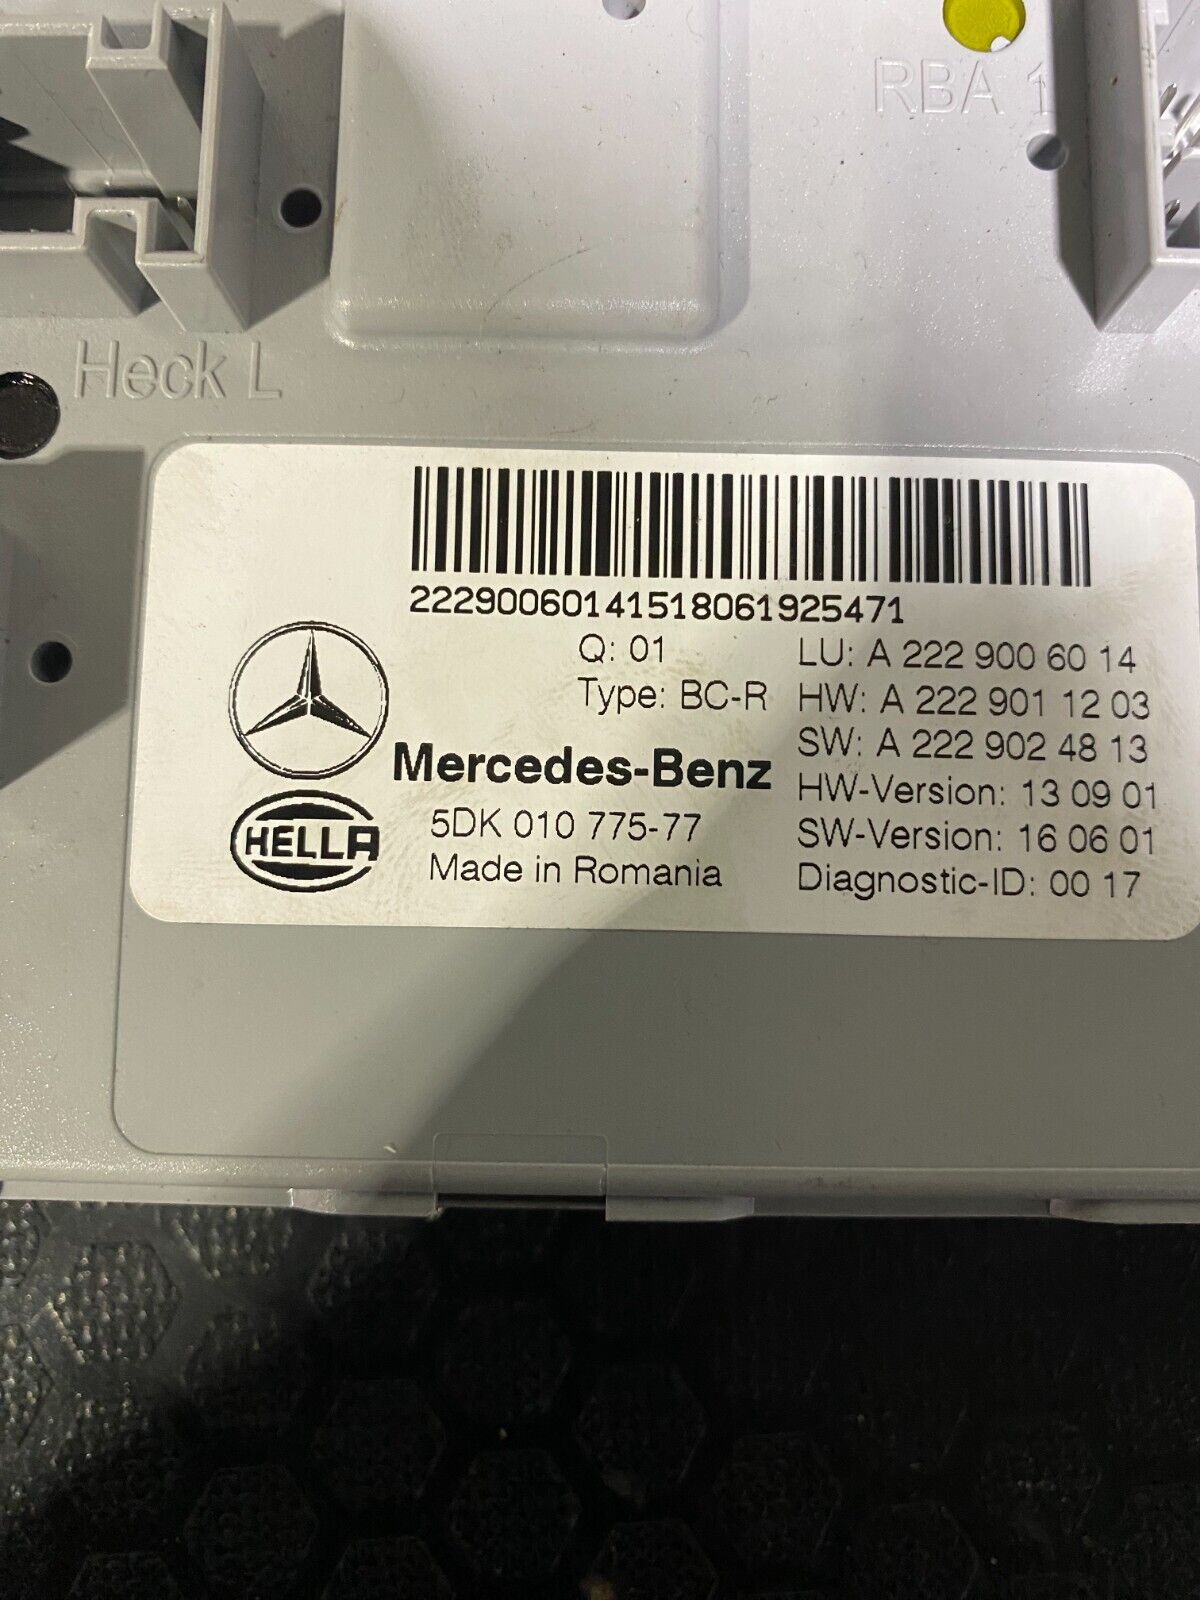 RBA 1
Heck L
2229006014151806​1925471
Q: 01
LU: A 222 900 60 14
Type: BC-R
HW: A 222 901 12 03
SW: A 222 902 48 13
Mercedes-Benz
HW-Version: 13 09 01
HELLA
5DK 010 775-77
SW-Version: 16 06 01
Made in Romania
Diagnostic-ID: 00 17